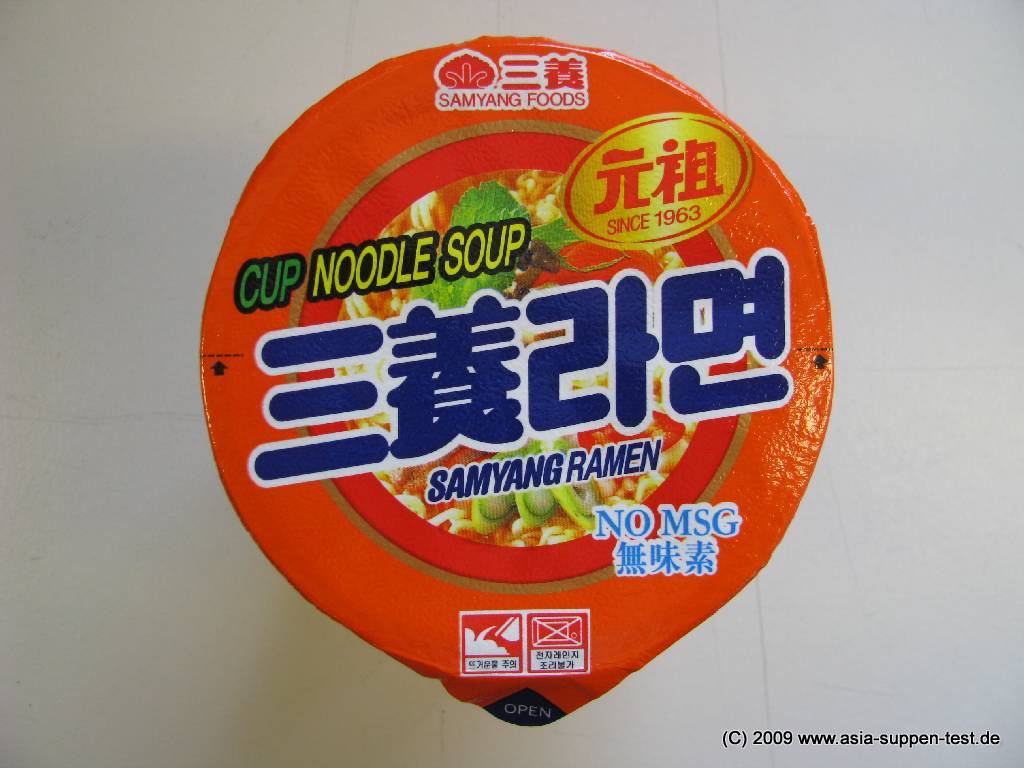 三養
SAMYANG FOODS
元祖
SINCE 1963
CUP NOODLE SOUP
三養라면
SAMYANG RAMEN
NO MSG
無味素
뜨거운물 주의
전자레인지
조리불가
OPEN
(C) 2009 www.asia-suppen-test.de